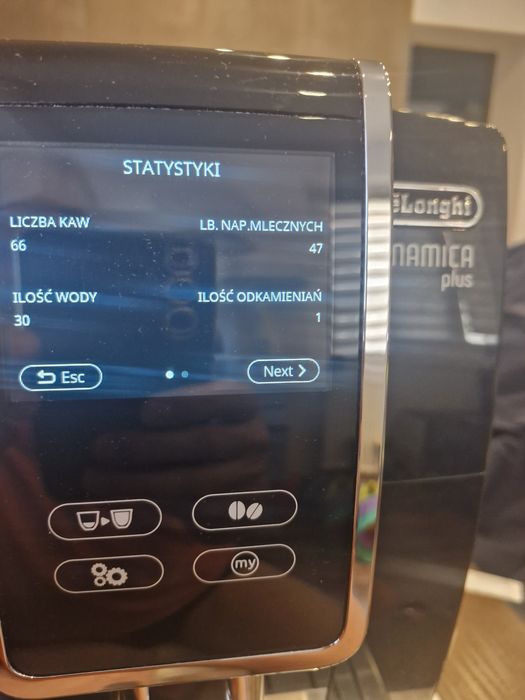 STATYSTYKI
LICZBA KAW
66
LB. NAP.MLECZNYCH
47
ILOŚĆ WODY
30
ILOŚĆ ODKAMIENIAŃ
1
Esc
Next
my
DeLonghi
NAMICA
plus